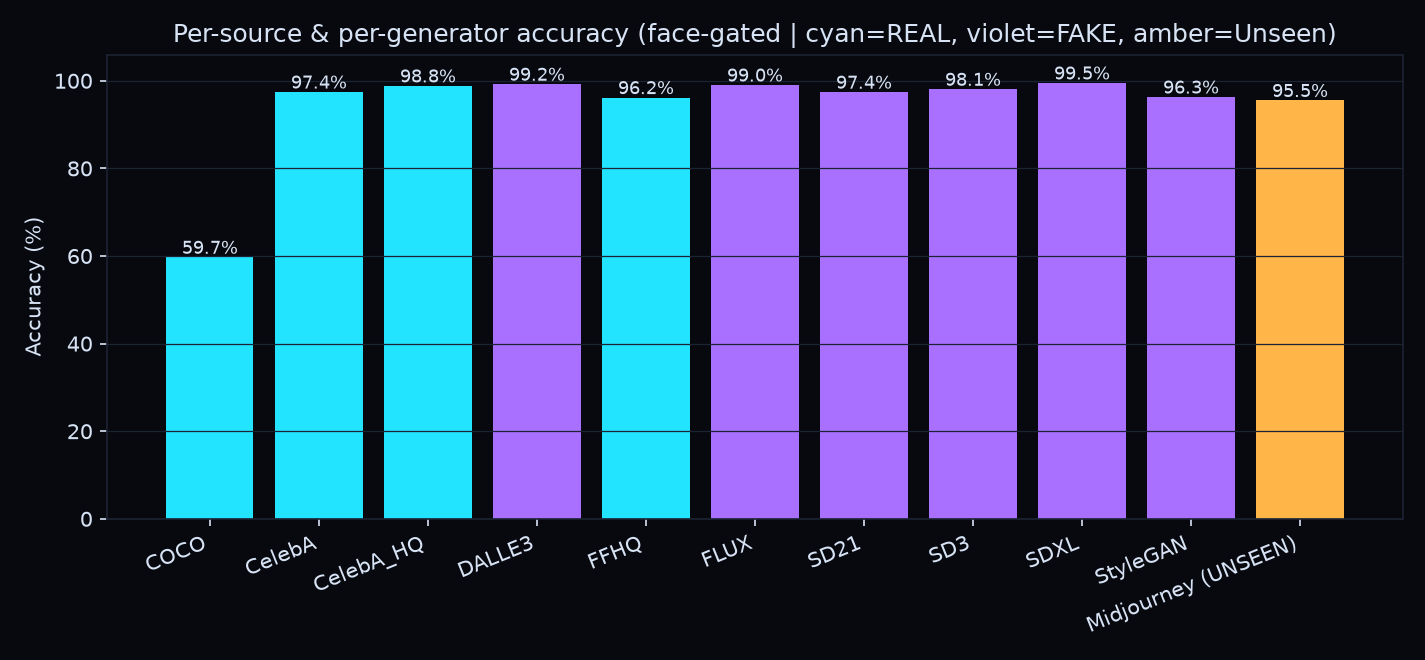 Per-source & per-generator accuracy (face-gated | cyan=REAL, violet=FAKE, amber=Unseen)
Accuracy (%)
100
80
60
40
20
0
59.7%
97.4%
98.8%
99.2%
96.2%
99.0%
97.4%
98.1%
99.5%
96.3%
95.5%
COCO
CelebA
CelebA_HQ
DALLE3
FFHQ
FLUX
SD21
SD3
SDXL
StyleGAN
Midjourney (UNSEEN)